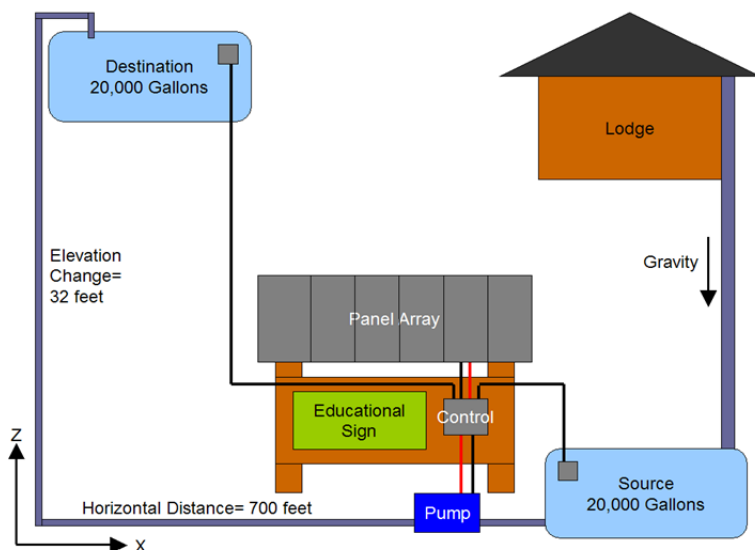 Destination
20,000 Gallons
Lodge
Elevation
Change=
32 feet
Gravity
Panel Array
Educational
Sign
Control
Z
Source
20,000 Gallons
Horizontal Distance= 700 feet
Pump
X